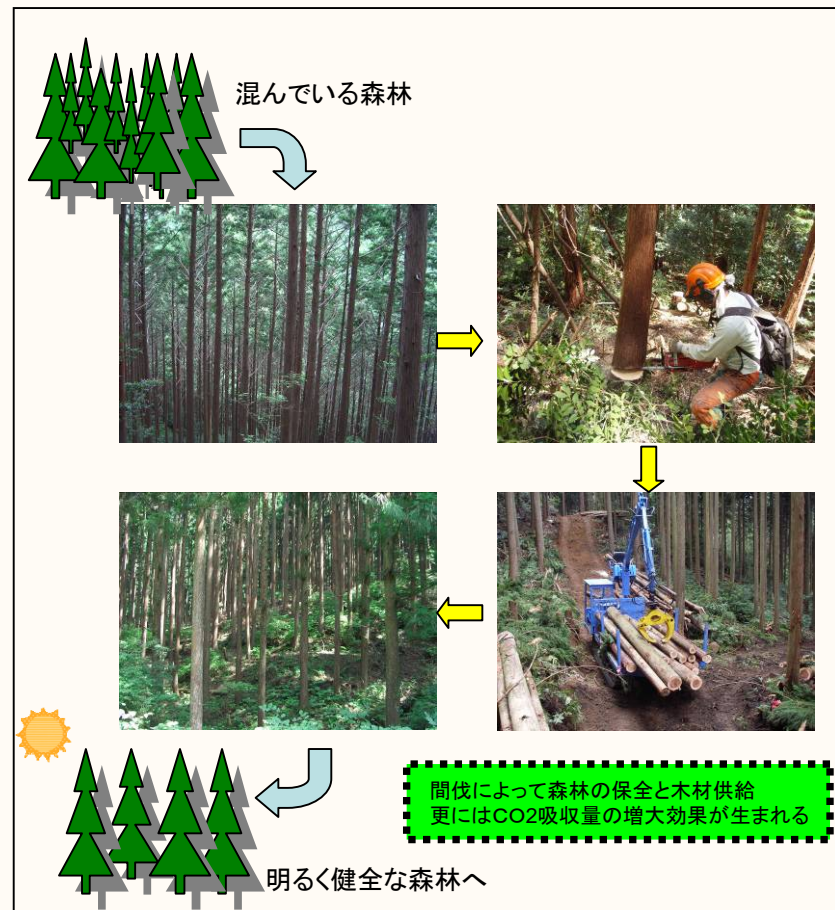 混んでいる森林
間伐によって森林の保全と木材供給
更にはCO2吸収量の増大効果が生まれる
明るく健全な森林へ